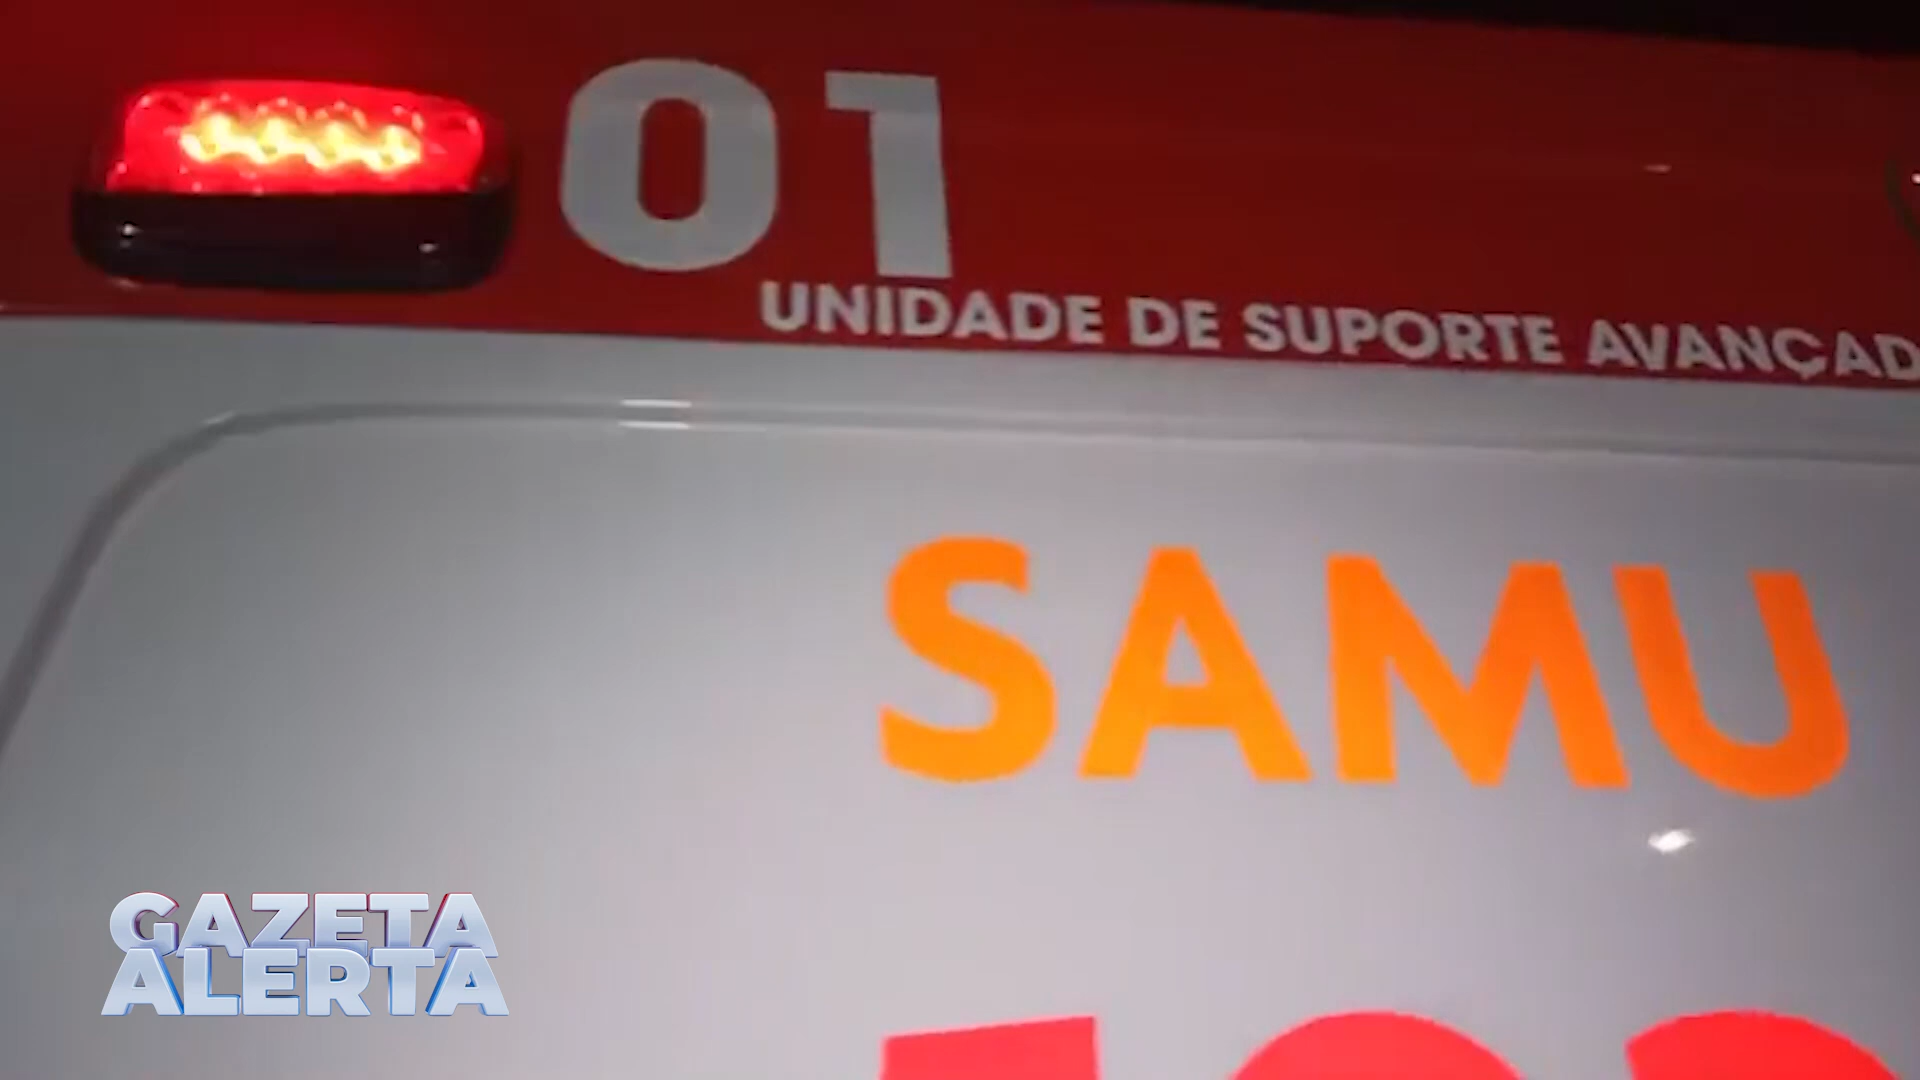 01
UNIDADE DE SUPORTE AVANÇAD
SAMU
GAZETA
ALERTA